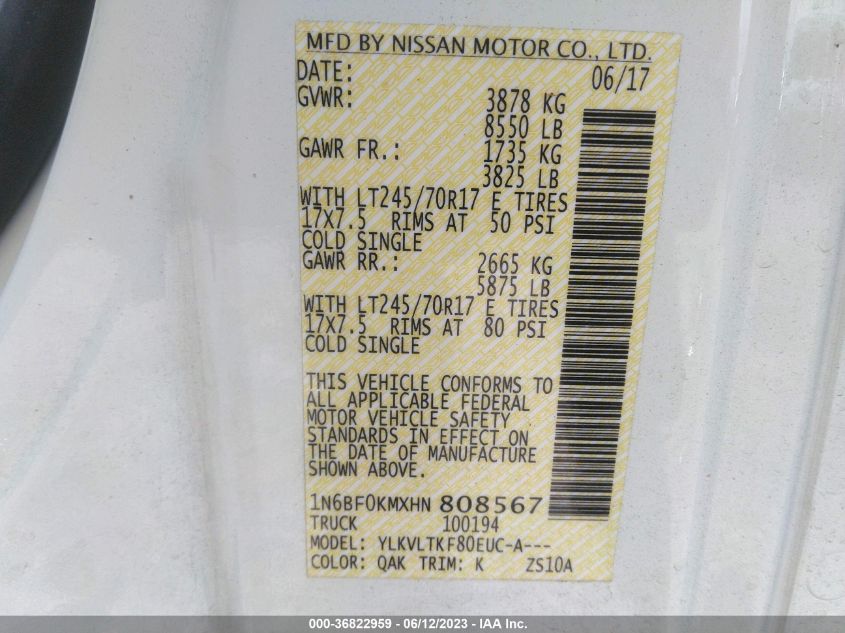 MFD BY NISSAN MOTOR CO., LTD.
DATE: 06/17
GVWR: 3878 KG
8550 LB
GAWR FR.: 1735 KG
3825 LB
WITH LT245/70R17 E TIRES
17X7.5 RIMS AT 50 PSI
COLD SINGLE
GAWR RR.: 2665 KG
5875 LB
WITH LT245/70R17 E TIRES
17X7.5 RIMS AT 80 PSI
COLD SINGLE
THIS VEHICLE CONFORMS TO
ALL APPLICABLE FEDERAL
MOTOR VEHICLE SAFETY
STANDARDS IN EFFECT ON
THE DATE OF MANUFACTURE
SHOWN ABOVE.
1N6BF0KMXHN 808567
TRUCK 100194
MODEL: YLKVLTKF80EUC-A---
COLOR: QAK TRIM: K ZS10A
000-36822959 - 06/12/2023 - IAA Inc.